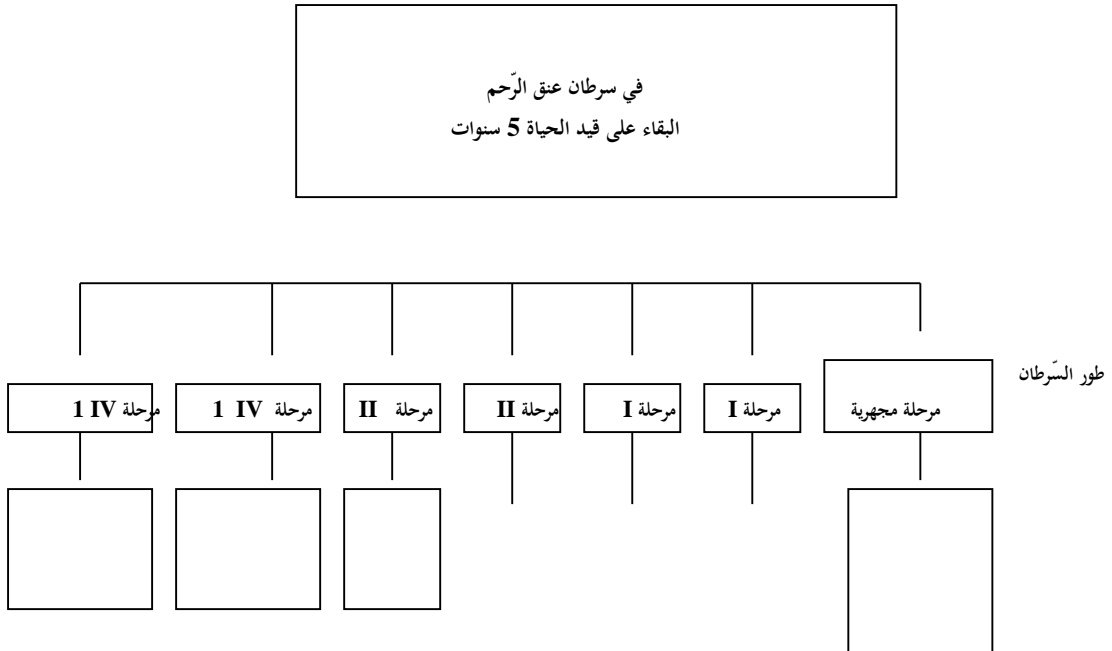 في سرطان عنق الرّحم
البقاء على قيد الحياة 5 سنوات
طور السّرطان
مرحلة مجهرية
مرحلة I
مرحلة I
مرحلة II
مرحلة II
مرحلة 1 IV
مرحلة 1 IV